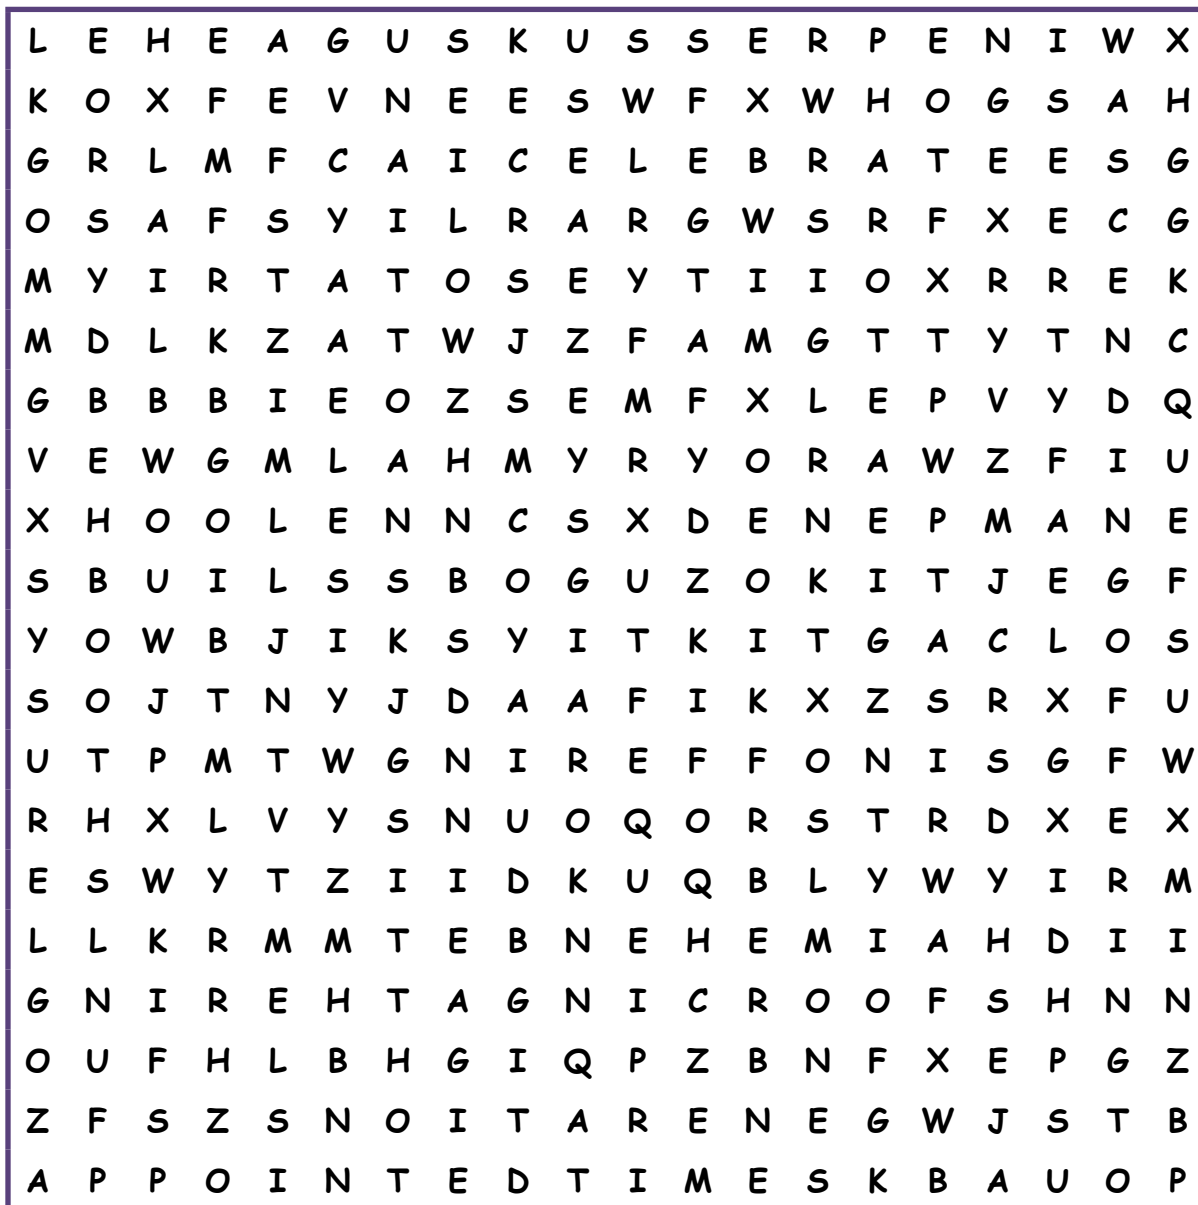 L E H E A G U S K U S S E R P E N I W X
K O X F E V N E E S W F X W H O G S A H
G R L M F C A I C E L E B R A T E E S G
O S A F S Y I L R A R G W S R F X E C G
M Y I R T A T O S E Y T I I O X R R E K
M D L K Z A T W J Z F A M G T T Y T N C
G B B B I E O Z S E M F X L E P V Y D Q
V E W G M L A H M Y R Y O R A W Z F I U
X H O O L E N N C S X D E N E P M A N E
S B U I L S S B O G U Z O K I T J E G F
Y O W B J I K S Y I T K I T G A C L O S
S O J T N Y J D A A F I K X Z S R X F U
U T P M T W G N I R E F F O N I S G F W
R H X L V Y S N U O Q O R S T R D X E X
E S W Y T Z I I D K U Q B L Y W Y I R M
L L K R M M T E B N E H E M I A H D I I
G N I R E H T A G N I C R O O F S H N N
O U F H L B H G I Q P Z B N F X E P G Z
Z F S Z S N O I T A R E N E G W J S T B
A P P O I N T E D T I M E S K B A U O P